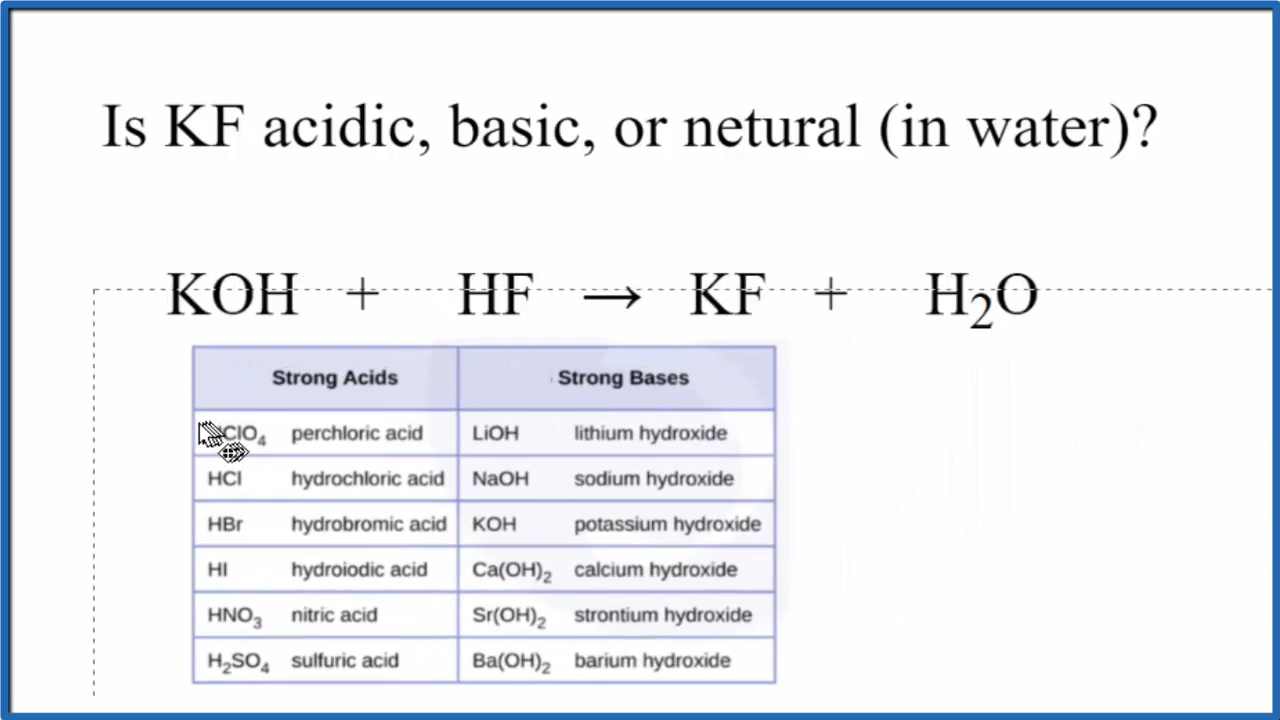 Is KF acidic, basic, or netural (in water)?
KOH + HF → KF + H₂O
Strong Acids Strong Bases
ClO₄ perchloric acid LiOH lithium hydroxide
HCl hydrochloric acid NaOH sodium hydroxide
HBr hydrobromic acid KOH potassium hydroxide
HI hydroiodic acid Ca(OH)₂ calcium hydroxide
HNO₃ nitric acid Sr(OH)₂ strontium hydroxide
H₂SO₄ sulfuric acid Ba(OH)₂ barium hydroxide